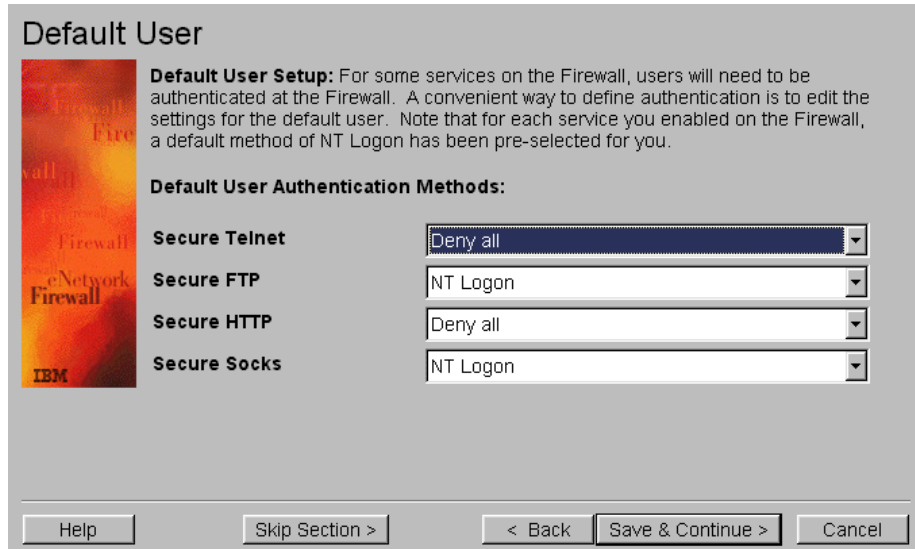 Default User
Default User Setup: For some services on the Firewall, users will need to be
authenticated at the Firewall. A convenient way to define authentication is to edit the
settings for the default user. Note that for each service you enabled on the Firewall,
a default method of NT Logon has been pre-selected for you.
Default User Authentication Methods:
Secure Telnet
Deny all
Secure FTP
NT Logon
Secure HTTP
Deny all
Secure Socks
NT Logon
Firewall
Fire
wall
Firewall
eNetwork
Firewall
IBM
Help
Skip Section >
< Back
Save & Continue >
Cancel